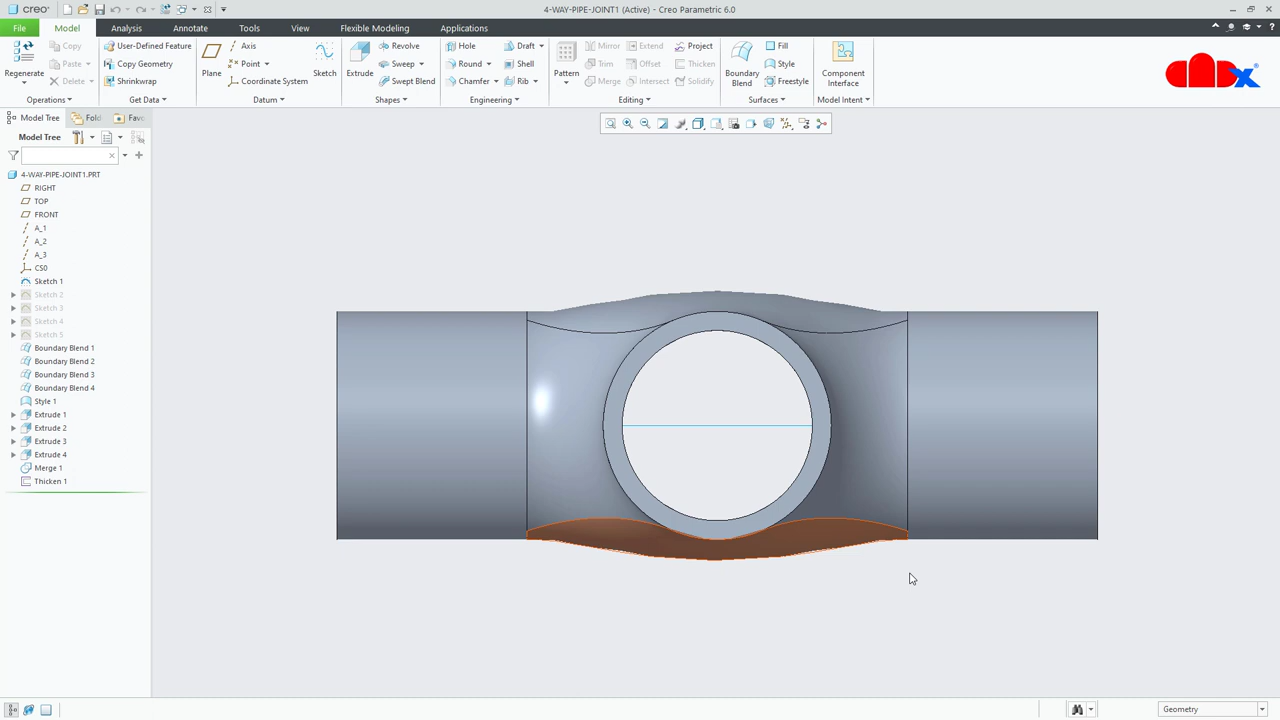 creo
4-WAY-PIPE-JOINT1 (Active) - Creo Parametric 6.0
File
Model
Analysis
Annotate
Tools
View
Flexible Modeling
Applications
Regenerate
Copy
Paste
Delete
Operations
User-Defined Feature
Copy Geometry
Shrinkwrap
Get Data
Plane
Axis
Point
Coordinate System
Sketch
Datum
Extrude
Revolve
Sweep
Swept Blend
Shapes
Hole
Round
Chamfer
Draft
Shell
Rib
Engineering
Pattern
Mirror
Trim
Merge
Extend
Offset
Intersect
Project
Thicken
Solidify
Editing
Boundary
Blend
Fill
Style
Freestyle
Surfaces
Component
Interface
Model Intent
CADx
Model Tree
Fold
Favo
Model Tree
4-WAY-PIPE-JOINT1.PRT
RIGHT
TOP
FRONT
A_1
A_2
A_3
CS0
Sketch 1
Sketch 2
Sketch 3
Sketch 4
Sketch 5
Boundary Blend 1
Boundary Blend 2
Boundary Blend 3
Boundary Blend 4
Style 1
Extrude 1
Extrude 2
Extrude 3
Extrude 4
Merge 1
Thicken 1
Geometry